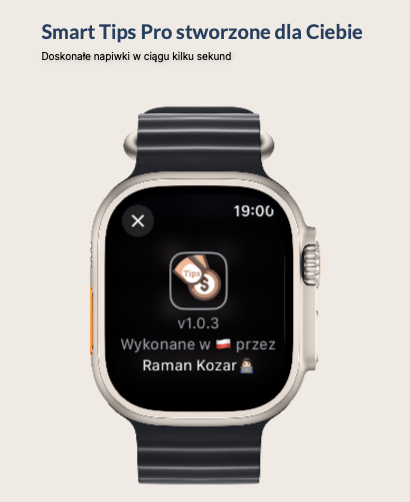 Smart Tips Pro stworzone dla Ciebie
Doskonałe napiwki w ciągu kilku sekund
19:00
Tips
$
v1.0.3
Wykonane w 🇵🇱 przez
Raman Kozar 👨🏻‍💻